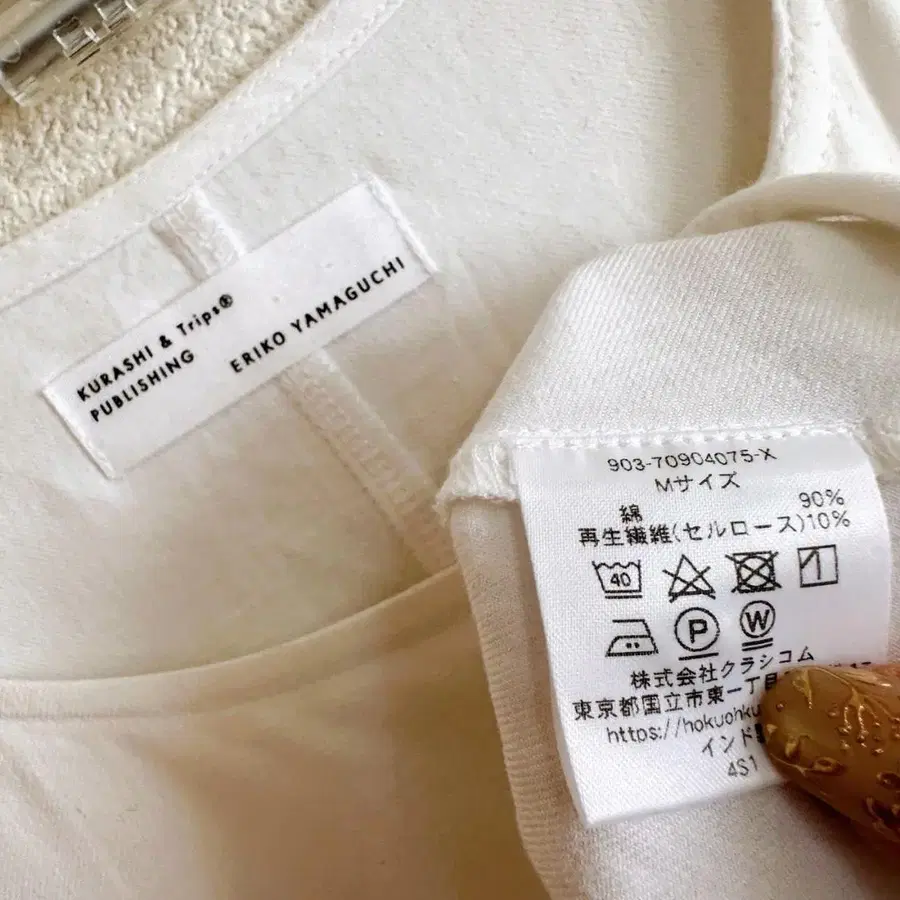 KURASHI & Trips®
PUBLISHING
ERIKO YAMAGUCHI
903-70904075-X
Mサイズ
綿 90%
再生繊維(セルロース)10%
40
P
W
株式会社クラシコム
東京都国立市東一丁目
https://hokuohku
インド
4S1